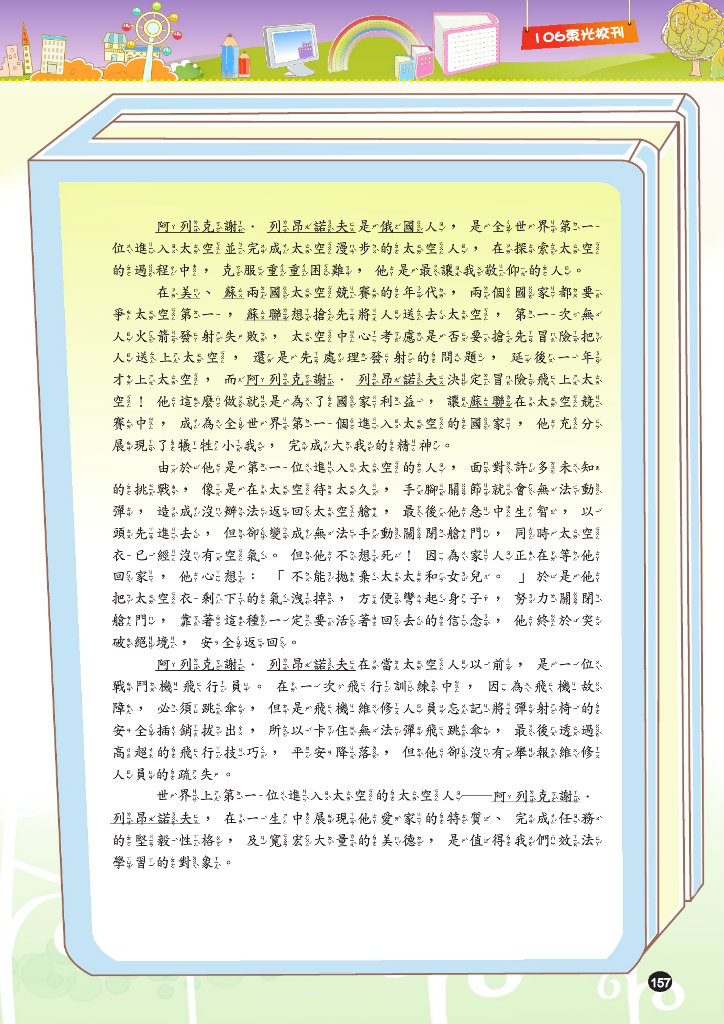 106東光校刊
阿列克謝．列昂諾夫是俄國人，是全世界第一
位進入太空並完成太空漫步的太空人，在探索太空
的過程中，克服重重困難，他是最讓我敬仰的人。
在美、蘇兩國太空競賽的年代，兩個國家都要
爭太空第一，蘇聯想搶先將人送去太空，第一次無
人火箭發射失敗，太空中心考慮是否要搶先冒險把
人送上太空，還是先處理發射的問題，延後一年
才上太空，而阿列克謝．列昂諾夫決定冒險飛上太
空！他這麼做就是為了國家利益，讓蘇聯在太空競
賽中，成為全世界第一個進入太空的國家，他充分
展現了犧牲小我，完成大我的精神。
由於他是第一位進入太空的人，面對許多未知
的挑戰，像是在太空待太久，手腳關節就會無法動
彈，造成沒辦法返回太空艙，最後他急中生智，以
頭先進去，但卻變成無法手動關閉艙門，同時太空
衣已經沒有空氣。但他不想死！因為家人正在等他
回家，他心想：「不能拋棄太太和女兒。」於是他
把太空衣剩下的氣洩掉，方便彎起身子，努力關閉
艙門，靠著這種一定要活著回去的信念，他終於突
破絕境，安全返回。
阿列克謝．列昂諾夫在當太空人以前，是一位
戰鬥機飛行員。在一次飛行訓練中，因為飛機故
障，必須跳傘，但是飛機維修人員忘記將彈射椅的
安全插銷拔出，所以卡住無法彈飛跳傘，最後透過
高超的飛行技巧，平安降落，但他卻沒有舉報維修
人員的疏失。
世界上第一位進入太空的太空人——阿列克謝．
列昂諾夫，在一生中展現他愛家的特質、完成任務
的堅毅性格，及寬宏大量的美德，是值得我們效法
學習的對象。
157